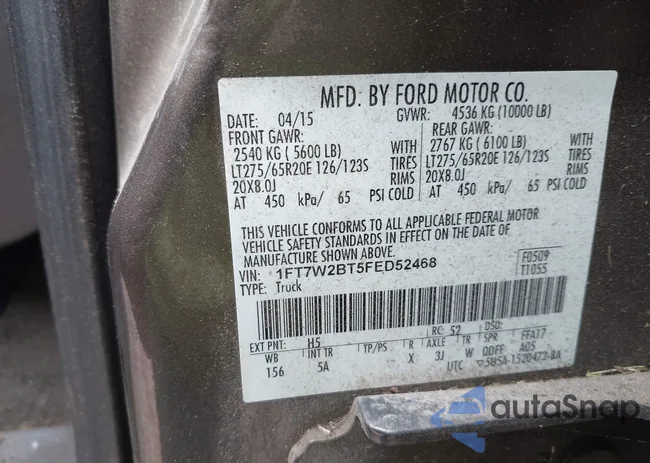 MFD. BY FORD MOTOR CO.
DATE: 04/15 GVWR: 4536 KG (10000 LB)
FRONT GAWR: REAR GAWR:
2540 KG ( 5600 LB) WITH 2767 KG ( 6100 LB) WITH
LT275/65R20E 126/123S TIRES LT275/65R20E 126/123S TIRES
20X8.0J RIMS 20X8.0J RIMS
AT 450 kPa/ 65 PSI COLD AT 450 kPa/ 65 PSI COLD
THIS VEHICLE CONFORMS TO ALL APPLICABLE FEDERAL MOTOR
VEHICLE SAFETY STANDARDS IN EFFECT ON THE DATE OF
MANUFACTURE SHOWN ABOVE.
VIN: 1FT7W2BT5FED52468 F0509
TYPE: Truck T1055
EXT PNT: H5 RC: 52 DSO:
WB INT TR TP/PS R AXLE TR SPR FFA17
156 5A X 3J W QDFF A05
UTC
autoSnap